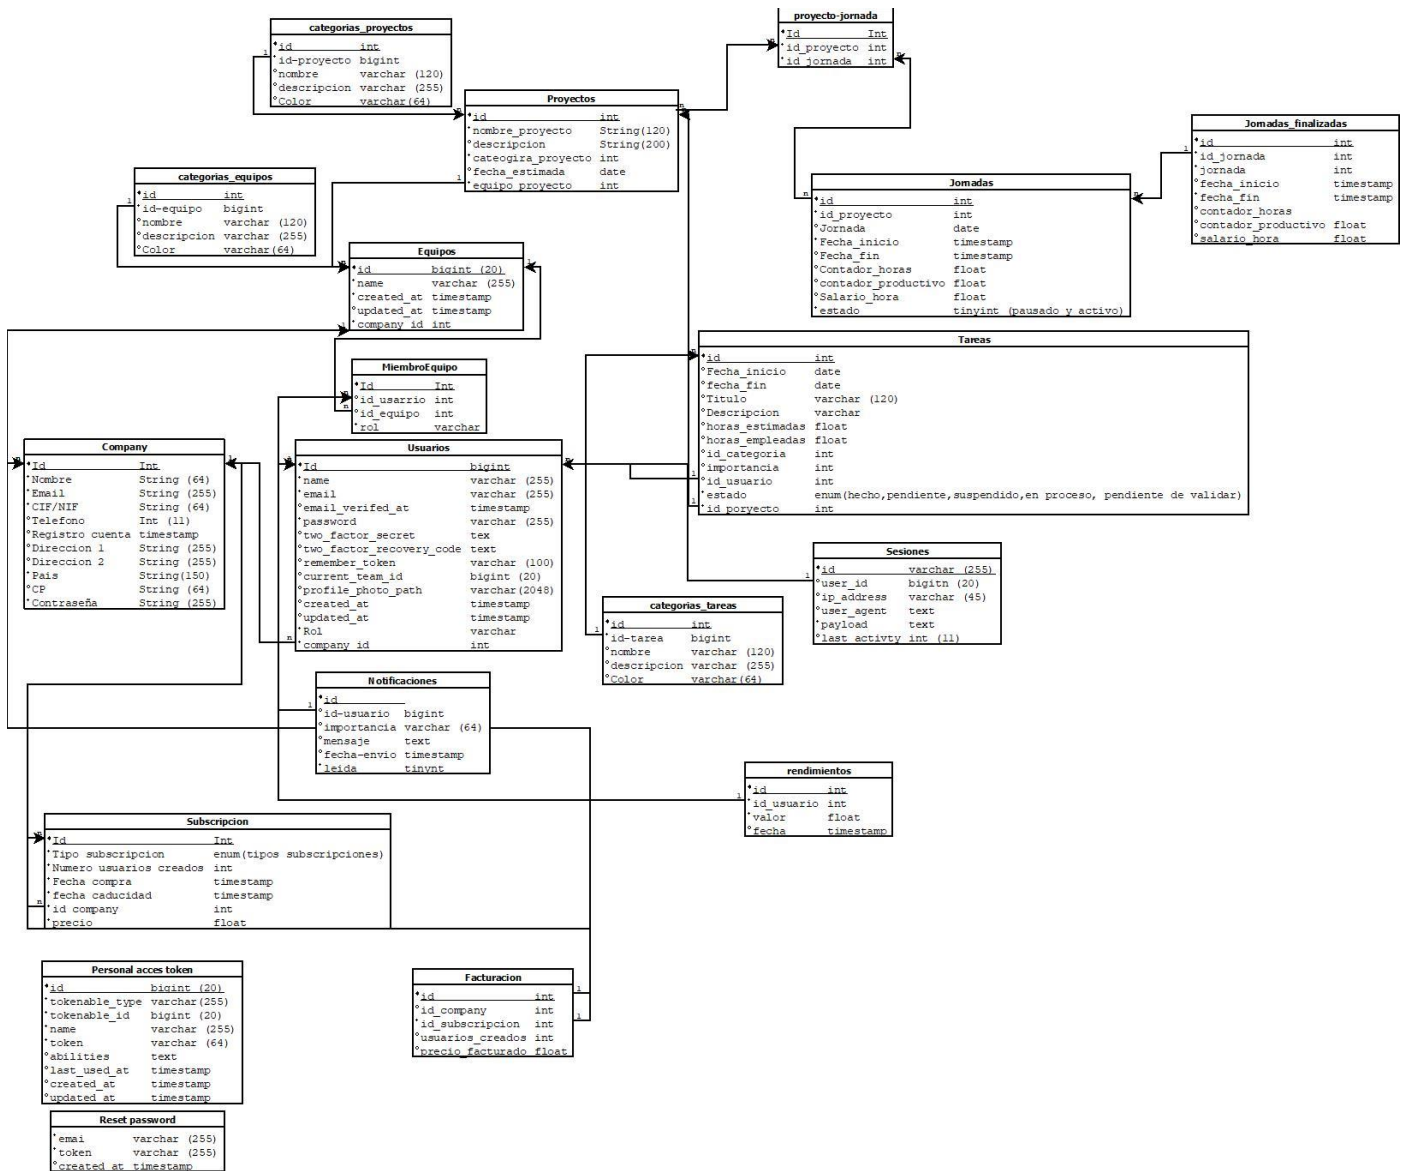 categorias_proyectos
id int
id-proyecto bigint
nombre varchar (120)
descripcion varchar (255)
Color varchar(64)
proyecto-jornada
Id Int
id_proyecto int
id_jornada int
Proyectos
id int
nombre_proyecto String(120)
descripcion String(200)
cateogira_proyecto int
fecha_estimada date
equipo_proyecto int
Jornadas_finalizadas
id int
id_jornada int
jornada int
fecha_inicio timestamp
fecha_fin timestamp
contador_horas
contador_productivo float
salario_hora float
categorias_equipos
id int
id-equipo bigint
nombre varchar (120)
descripcion varchar (255)
Color varchar(64)
Jornadas
id int
id_proyecto int
Jornada date
Fecha_inicio timestamp
Fecha_fin timestamp
Contador_horas float
contador_productivo float
Salario_hora float
estado tinyint (pausado y activo)
Equipos
id bigint (20)
name varchar (255)
created_at timestamp
updated_at timestamp
company_id int
Tareas
id int
Fecha_inicio date
fecha_fin date
Titulo varchar (120)
Descripcion varchar
horas_estimadas float
horas_empleadas float
id_categoria int
importancia int
id_usuario int
estado enum(hecho,pendiente,suspendido,en proceso, pendiente de validar)
id_poryecto int
MiembroEquipo
Id Int
id_usarrio int
id_equipo int
rol varchar
Company
Id Int
Nombre String (64)
Email String (255)
CIF/NIF String (64)
Telefono Int (11)
Registro cuenta timestamp
Direccion 1 String (255)
Direccion 2 String (255)
Pais String(150)
CP String (64)
Contraseña String (255)
Usuarios
Id bigint
name varchar (255)
email varchar (255)
email_verifed_at timestamp
password varchar (255)
two_factor_secret tex
two_factor_recovery_code text
remember_token varchar (100)
current_team_id bigint (20)
profile_photo_path varchar(2048)
created_at timestamp
updated_at timestamp
Rol varchar
company_id int
Sesiones
id varchar (255)
user_id bigitn (20)
ip_address varchar (45)
user_agent text
payload text
last_activty int (11)
categorias_tareas
id int
id-tarea bigint
nombre varchar (120)
descripcion varchar (255)
Color varchar(64)
Notificaciones
id
id-usuario bigint
importancia varchar (64)
mensaje text
fecha-envio timestamp
leida tinynt
rendimientos
id int
id_usuario int
valor float
fecha timestamp
Subscripcion
Id Int
Tipo subscripcion enum(tipos subscripciones)
Numero usuarios creados int
Fecha compra timestamp
fecha caducidad timestamp
id_company int
precio float
Personal acces token
id bigint (20)
tokenable_type varchar(255)
tokenable_id bigint (20)
name varchar (255)
token varchar (64)
abilities text
last_used_at timestamp
created_at timestamp
updated_at timestamp
Facturacion
id int
id_company int
id_subscripcion int
usuarios_creados int
precio_facturado float
Reset password
emai varchar (255)
token varchar (255)
created_at timestamp